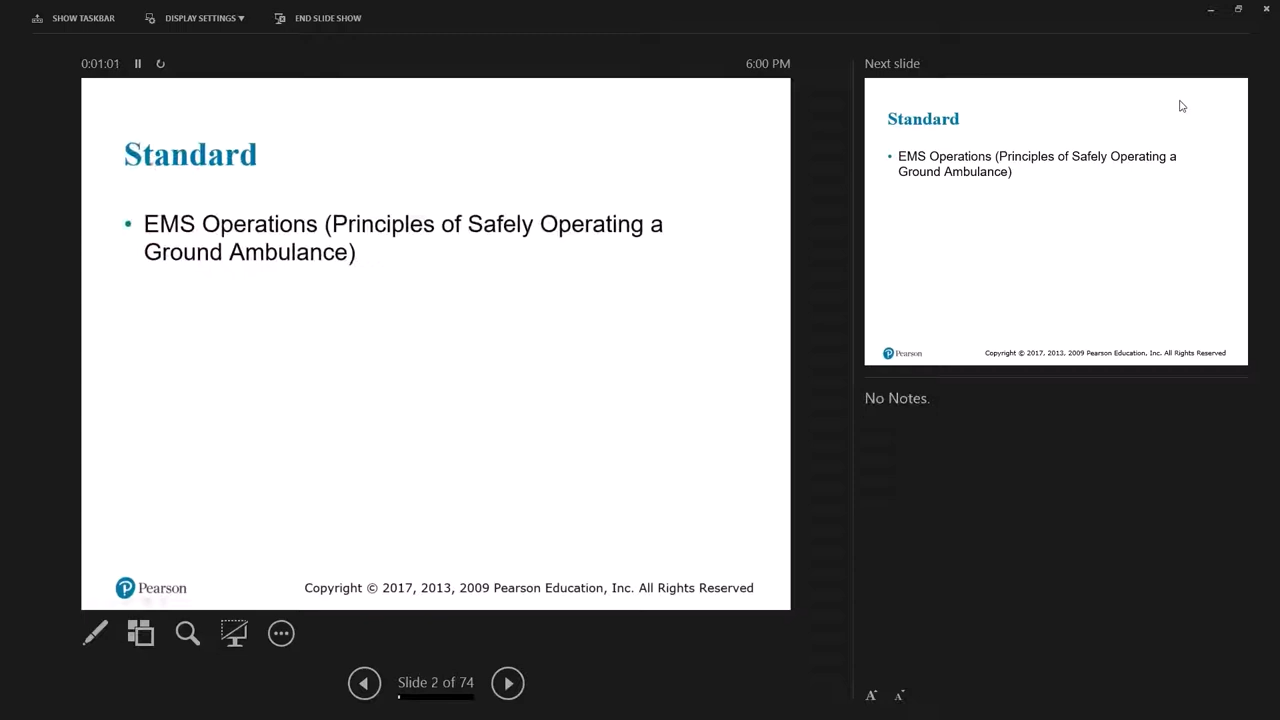 SHOW TASKBAR
DISPLAY SETTINGS ▼
END SLIDE SHOW
0:01:01
6:00 PM
Standard
• EMS Operations (Principles of Safely Operating a
Ground Ambulance)
Pearson
Copyright © 2017, 2013, 2009 Pearson Education, Inc. All Rights Reserved
Slide 2 of 74
Next slide
Standard
• EMS Operations (Principles of Safely Operating a
Ground Ambulance)
Pearson
Copyright © 2017, 2013, 2009 Pearson Education, Inc. All Rights Reserved
No Notes.
A A